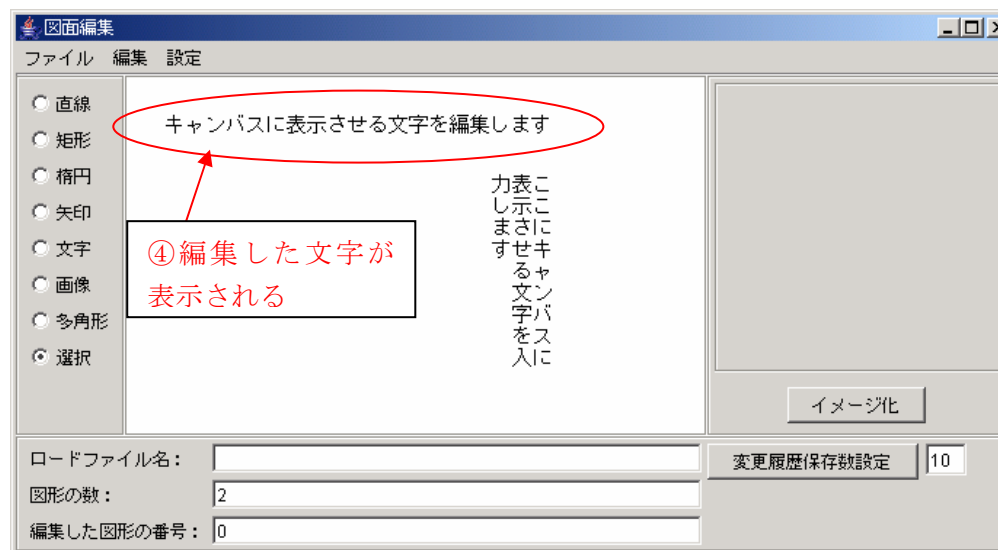 図面編集
ファイル 編集 設定
直線
矩形
楕円
矢印
文字
画像
多角形
選択
キャンバスに表示させる文字を編集します
ここにキャンバスに
表示させる文字を入
力します
④編集した文字が
表示される
イメージ化
ロードファイル名：
変更履歴保存数設定 10
図形の数： 2
編集した図形の番号： 0